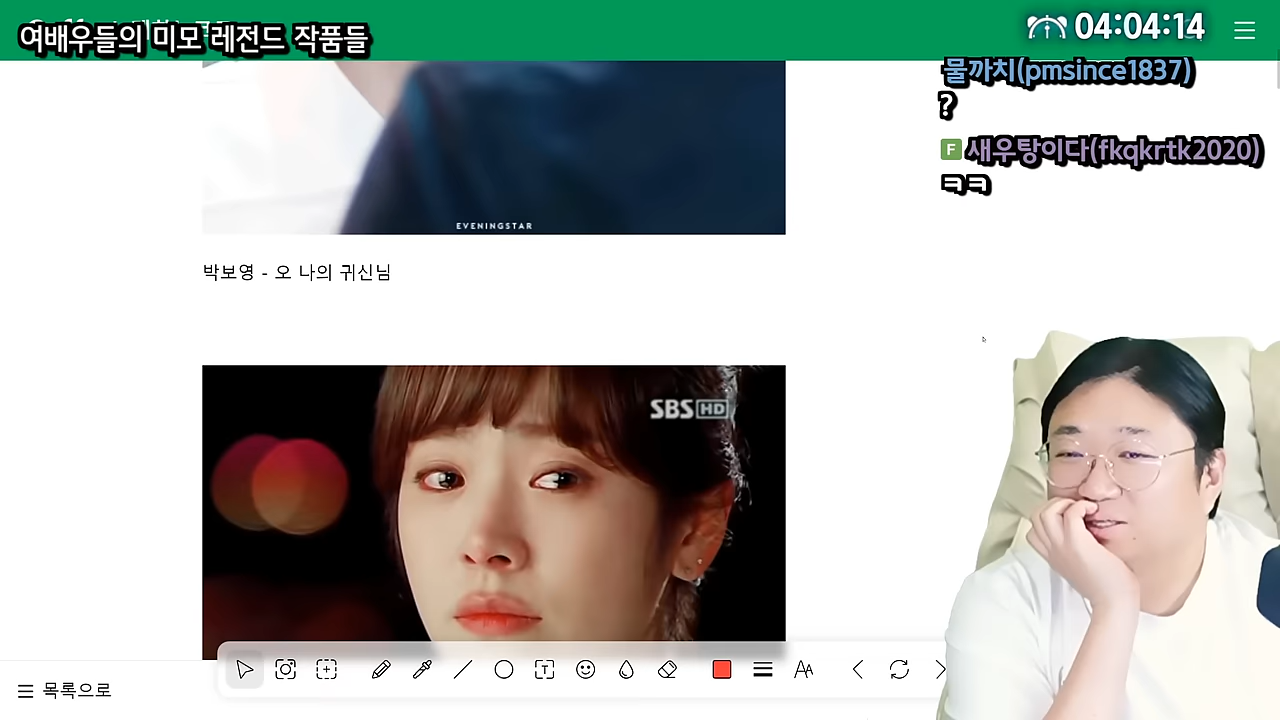 여배우들의 미모 레전드 작품들
04:04:14
물까치(pmsince1837)
?
F 새우탕이다(fkqkrtk2020)
ㅋㅋ
EVENINGSTAR
박보영 - 오 나의 귀신님
SBS HD
목록으로